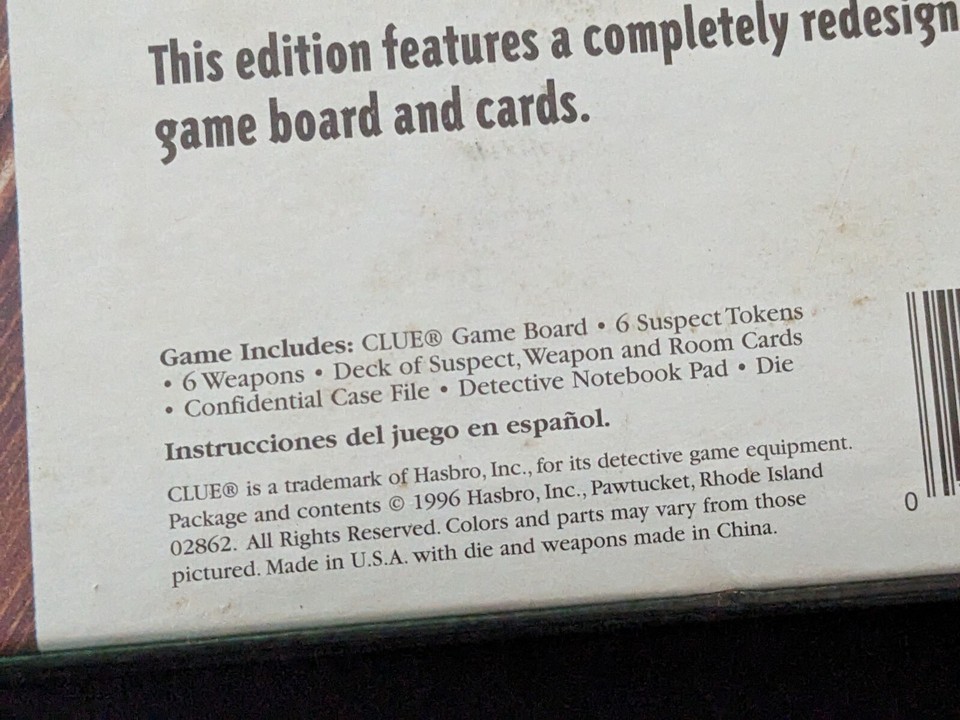 This edition features a completely redesign
game board and cards.
Game Includes: CLUE® Game Board • 6 Suspect Tokens
• 6 Weapons • Deck of Suspect, Weapon and Room Cards
• Confidential Case File • Detective Notebook Pad • Die
Instrucciones del juego en español.
CLUE® is a trademark of Hasbro, Inc., for its detective game equipment.
Package and contents © 1996 Hasbro, Inc., Pawtucket, Rhode Island
02862. All Rights Reserved. Colors and parts may vary from those
pictured. Made in U.S.A. with die and weapons made in China.
0